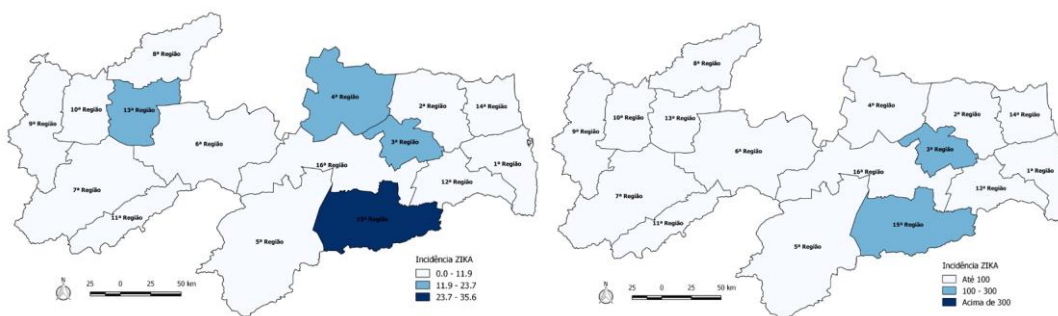 8ª Região
4ª Região
2ª Região
14ª Região
10ª Região
13ª Região
9ª Região
3ª Região
6ª Região
16ª Região
1ª Região
12ª Região
7ª Região
11ª Região
15ª Região
5ª Região
Incidência ZIKA
0.0 - 11.9
11.9 - 23.7
23.7 - 35.6
N
25 0 25 50 km
8ª Região
4ª Região
2ª Região
14ª Região
10ª Região
13ª Região
9ª Região
3ª Região
6ª Região
16ª Região
1ª Região
12ª Região
7ª Região
11ª Região
15ª Região
5ª Região
Incidência ZIKA
Até 100
100 - 300
Acima de 300
N
25 0 25 50 km